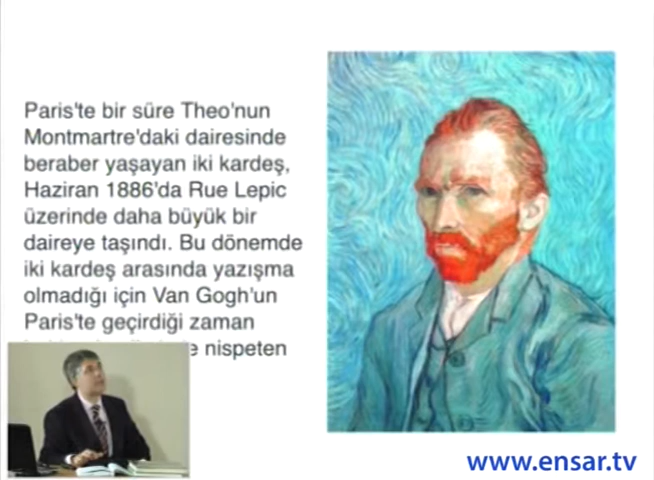 Paris'te bir süre Theo'nun
Montmartre'daki dairesinde
beraber yaşayan iki kardeş,
Haziran 1886'da Rue Lepic
üzerinde daha büyük bir
daireye taşındı. Bu dönemde
iki kardeş arasında yazışma
olmadığı için Van Gogh'un
Paris'te geçirdiği zaman
nispeten
www.ensar.tv